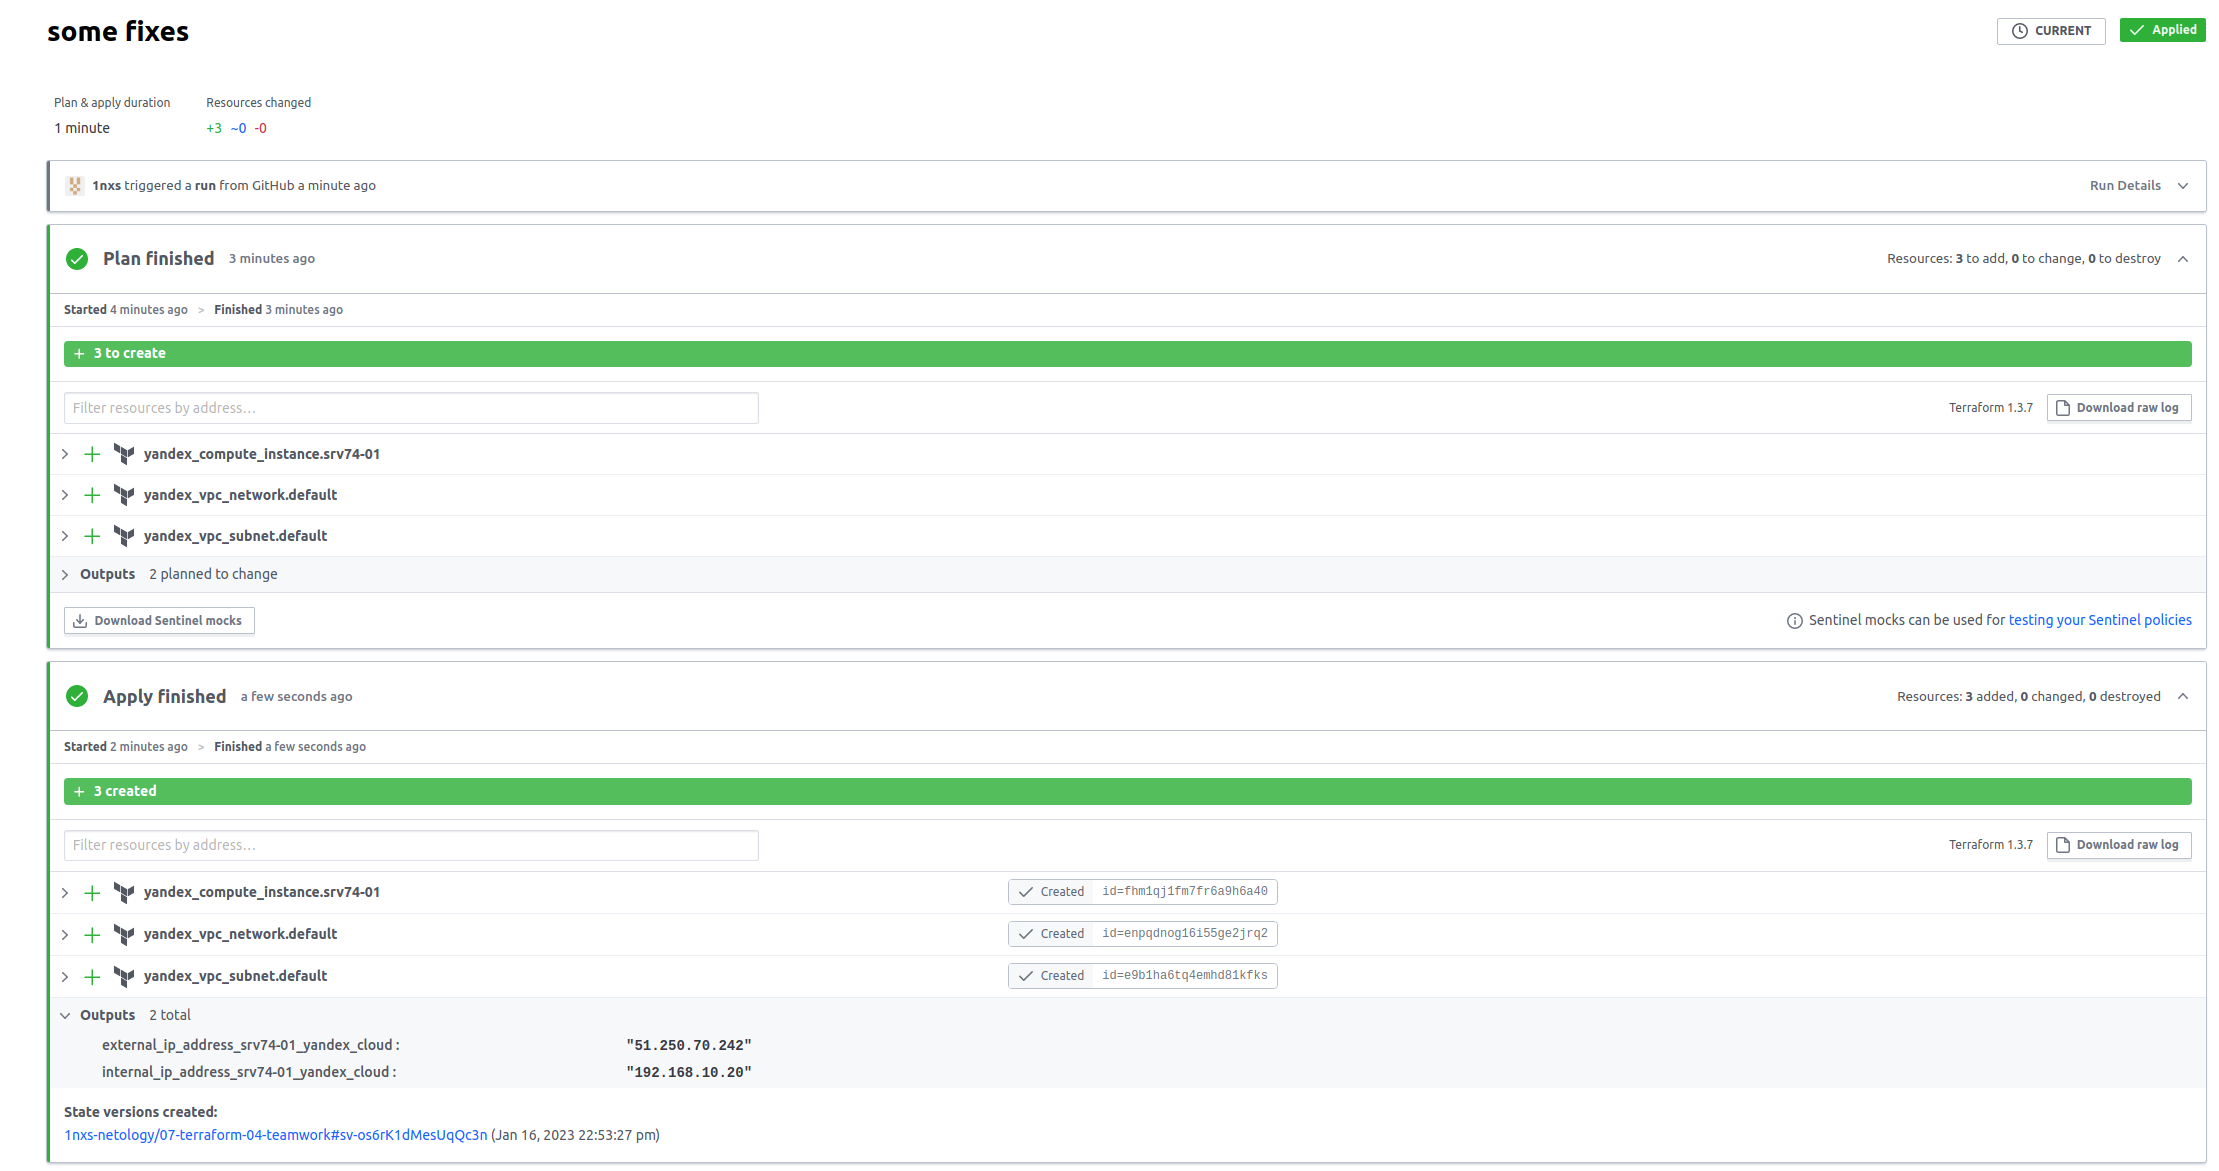 some fixes
CURRENT
Applied
Plan & apply duration
Resources changed
1 minute
+3 ~0 -0
1nxs triggered a run from GitHub a minute ago
Run Details
Plan finished 3 minutes ago
Resources: 3 to add, 0 to change, 0 to destroy
Started 4 minutes ago > Finished 3 minutes ago
+ 3 to create
Filter resources by address...
Terraform 1.3.7
Download raw log
yandex_compute_instance.srv74-01
yandex_vpc_network.default
yandex_vpc_subnet.default
Outputs 2 planned to change
Download Sentinel mocks
Sentinel mocks can be used for testing your Sentinel policies
Apply finished a few seconds ago
Resources: 3 added, 0 changed, 0 destroyed
Started 2 minutes ago > Finished a few seconds ago
+ 3 created
Filter resources by address...
Terraform 1.3.7
Download raw log
yandex_compute_instance.srv74-01
Created id=fhm1qj1fm7fr6a9h6a40
yandex_vpc_network.default
Created id=enpqdnog16i55ge2jrq2
yandex_vpc_subnet.default
Created id=e9b1ha6tq4emhd81kfks
Outputs 2 total
external_ip_address_srv74-01_yandex_cloud : "51.250.70.242"
internal_ip_address_srv74-01_yandex_cloud : "192.168.10.20"
State versions created:
1nxs-netology/07-terraform-04-teamwork#sv-os6rK1dMesUqQc3n (Jan 16, 2023 22:53:27 pm)